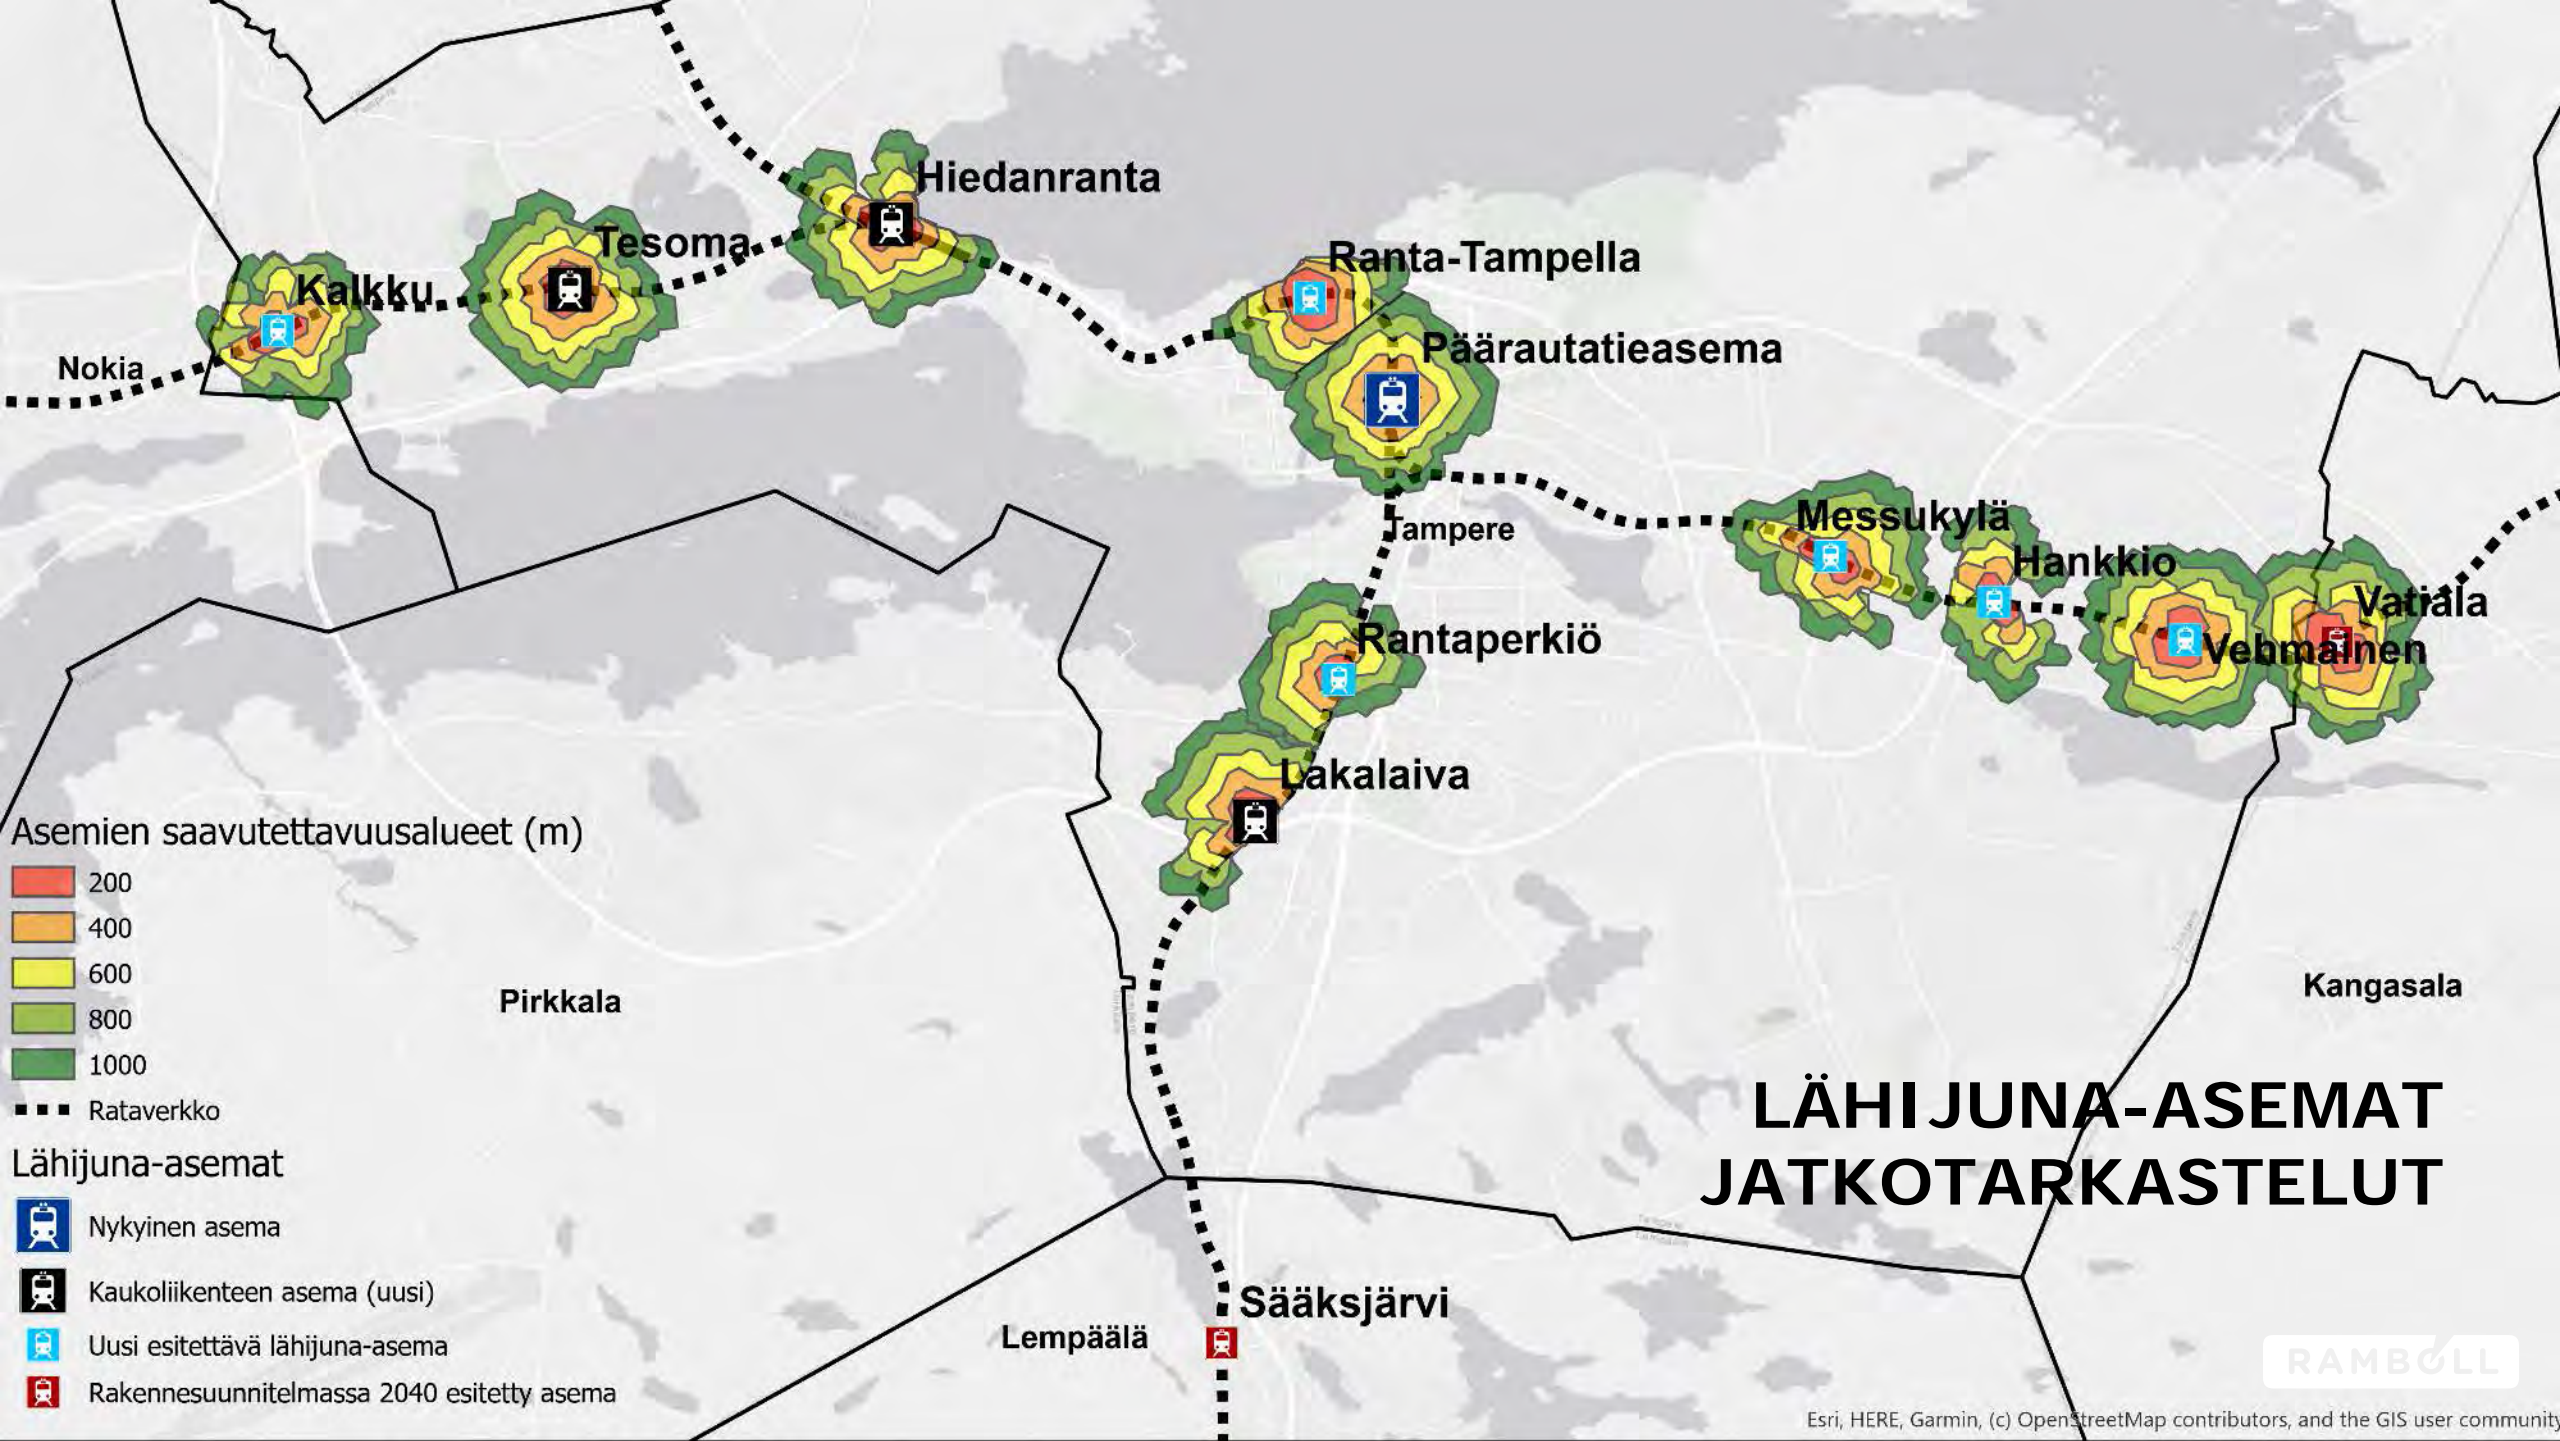 Hiedanranta
Tesoma
Ranta-Tampella
Kalkku
Päärautatieasema
Nokia
Messukylä
Tampere
Hankkio
Vatiala
Rantaperkiö
Vehmainen
Lakalaiva
Asemien saavutettavuusalueet (m)
200
400
600
800
1000
Rataverkko
Pirkkala
Kangasala
LÄHIJUNA-ASEMAT
JATKOTARKASTELUT
Lähijuna-asemat
Nykyinen asema
Kaukoliikenteen asema (uusi)
Uusi esitettävä lähijuna-asema
Rakennesuunnitelmassa 2040 esitetty asema
Sääksjärvi
Lempäälä
RAMBOLL
Esri, HERE, Garmin, (c) OpenStreetMap contributors, and the GIS user community